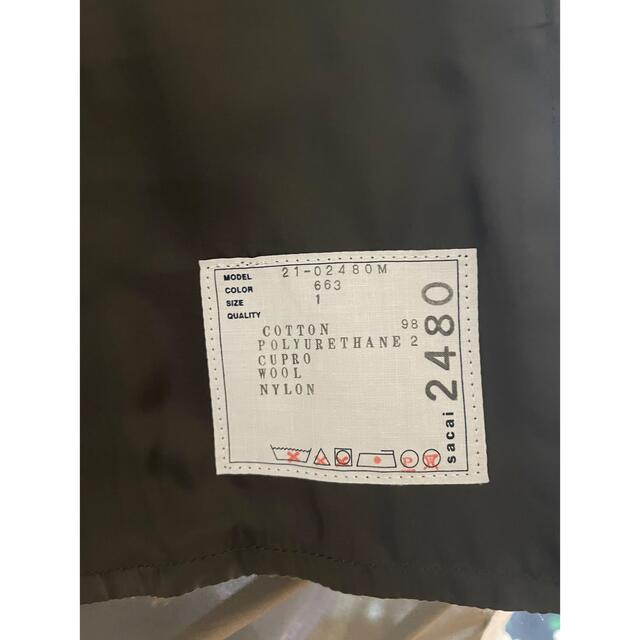 MODEL 21-02480M
COLOR 663
SIZE 1
QUALITY
COTTON 98
POLYURETHANE 2
CUPRO
WOOL
NYLON
P W
sacai 2480